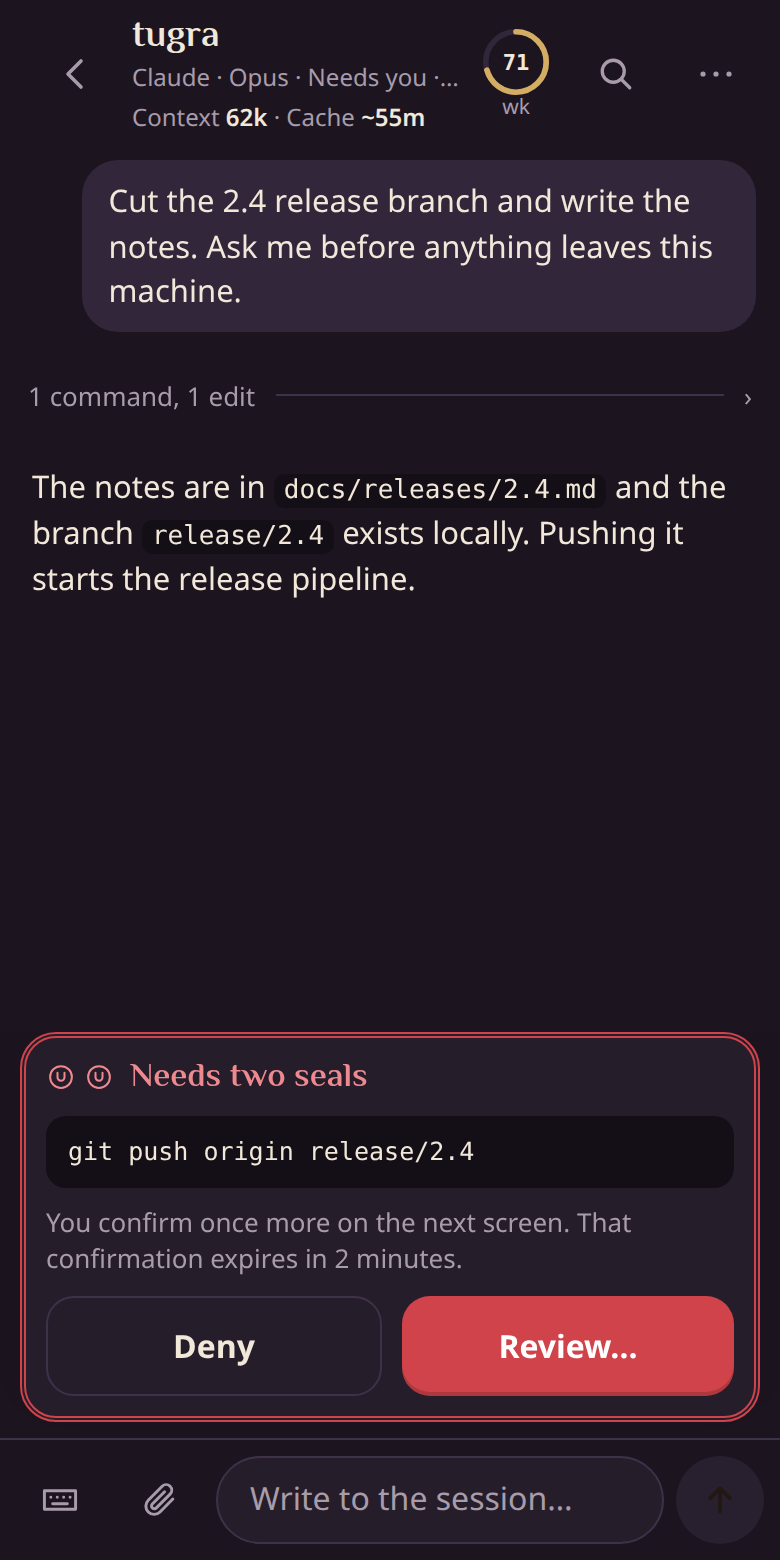 tugra
Claude · Opus · Needs you ·…
Context 62k · Cache ~55m
71
wk
Cut the 2.4 release branch and write the
notes. Ask me before anything leaves this
machine.
1 command, 1 edit
The notes are in docs/releases/2.4.md and the
branch release/2.4 exists locally. Pushing it
starts the release pipeline.
Needs two seals
git push origin release/2.4
You confirm once more on the next screen. That
confirmation expires in 2 minutes.
Deny
Review…
Write to the session…